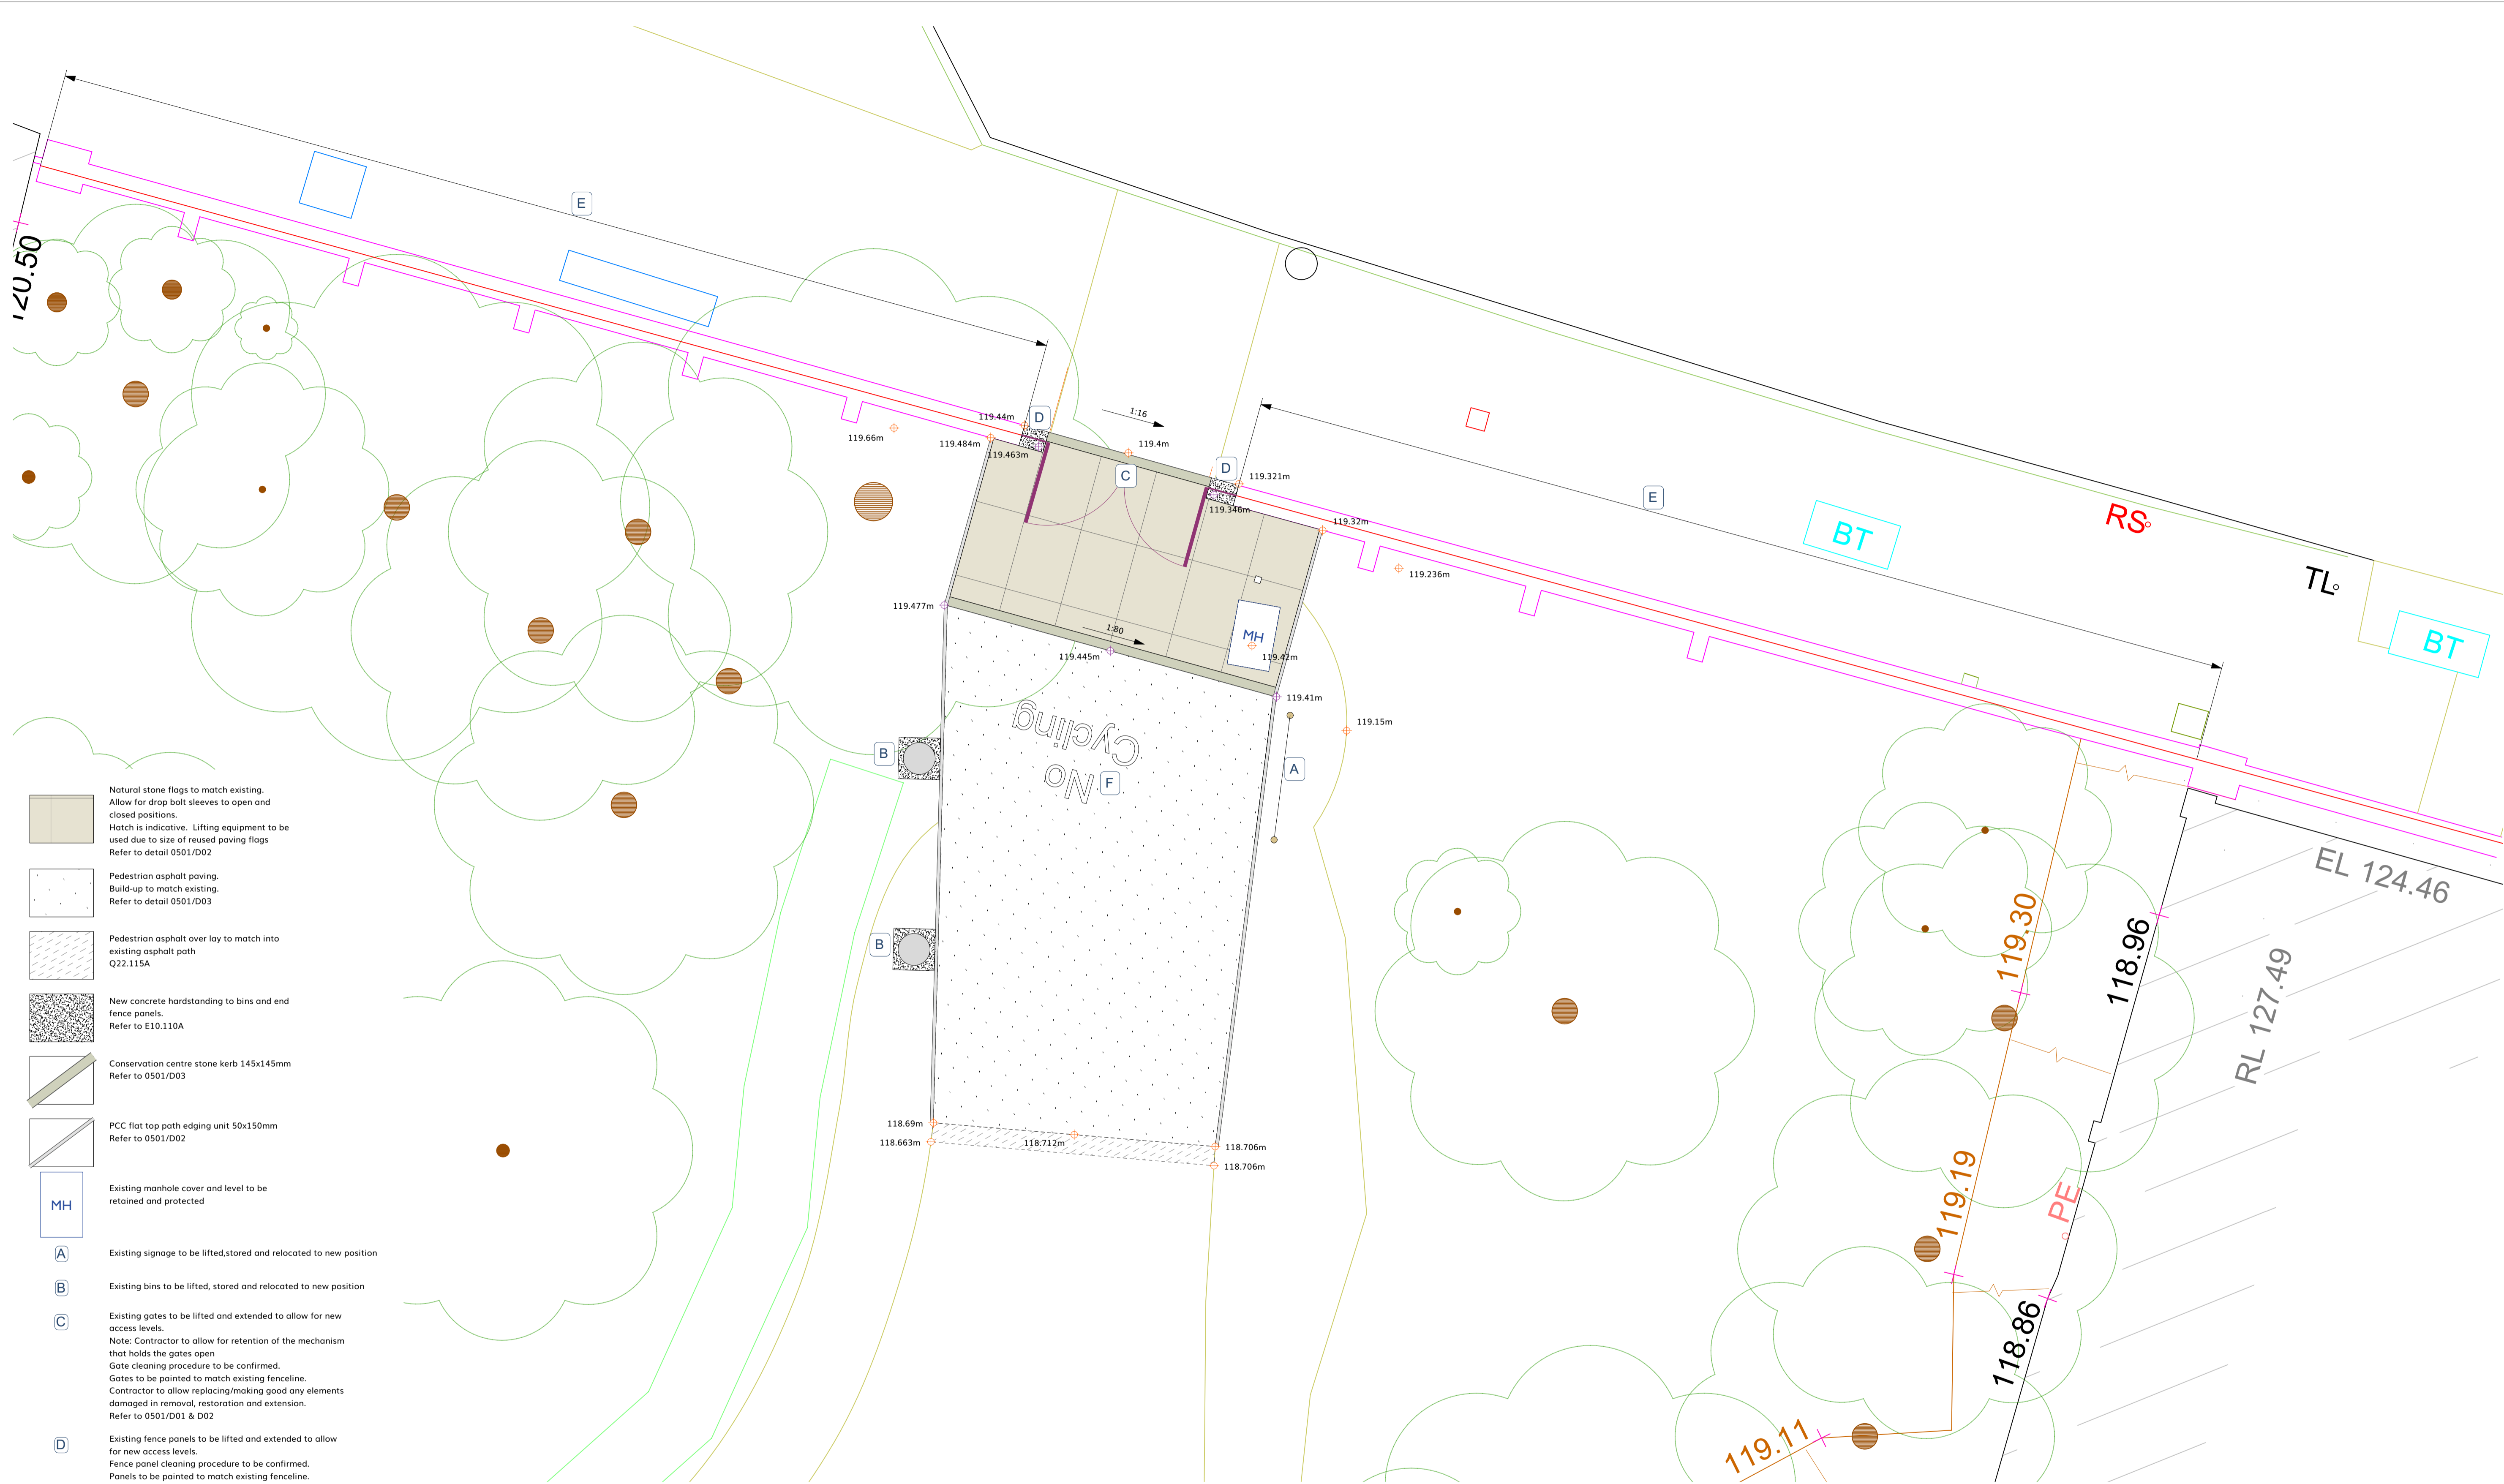 120.50
E
119.66m
119.44m
D
119.484m
119.463m
1:16
119.4m
C
D
119.321m
119.346m
119.32m
119.236m
E
BT
RS
TL
BT
119.477m
1:80
119.445m
MH
119.42m
119.41m
119.15m
Cycling
No
F
A
B
B
118.69m
118.663m
118.712m
118.706m
118.706m
EL 124.46
RL 127.49
119.30
118.96
119.19
PE
118.86
119.11
Natural stone flags to match existing.
Allow for drop bolt sleeves to open and
closed positions.
Hatch is indicative. Lifting equipment to be
used due to size of reused paving flags
Refer to detail 0501/D02
Pedestrian asphalt paving.
Build-up to match existing.
Refer to detail 0501/D03
Pedestrian asphalt over lay to match into
existing asphalt path
Q22.115A
New concrete hardstanding to bins and end
fence panels.
Refer to E10.110A
Conservation centre stone kerb 145x145mm
Refer to 0501/D03
PCC flat top path edging unit 50x150mm
Refer to 0501/D02
MH
Existing manhole cover and level to be
retained and protected
A
Existing signage to be lifted,stored and relocated to new position
B
Existing bins to be lifted, stored and relocated to new position
C
Existing gates to be lifted and extended to allow for new
access levels.
Note: Contractor to allow for retention of the mechanism
that holds the gates open
Gate cleaning procedure to be confirmed.
Gates to be painted to match existing fenceline.
Contractor to allow replacing/making good any elements
damaged in removal, restoration and extension.
Refer to 0501/D01 & D02
D
Existing fence panels to be lifted and extended to allow
for new access levels.
Fence panel cleaning procedure to be confirmed.
Panels to be painted to match existing fenceline.